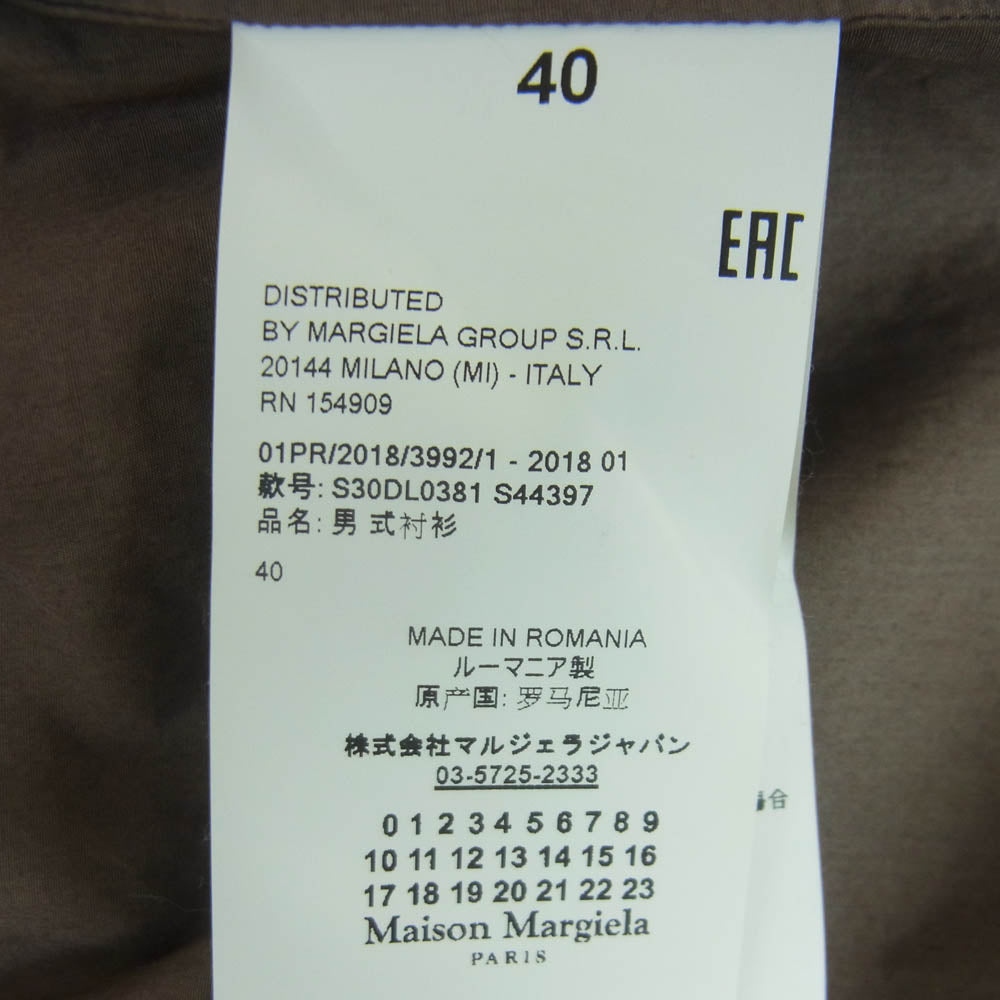 40
EAC
DISTRIBUTED
BY MARGIELA GROUP S.R.L.
20144 MILANO (MI) - ITALY
RN 154909
01PR/2018/3992/1 - 2018 01
款号: S30DL0381 S44397
品名: 男 式衬衫
40
MADE IN ROMANIA
ルーマニア製
原产国: 罗马尼亚
株式会社マルジェラジャパン
03-5725-2333
合
0 1 2 3 4 5 6 7 8 9
10 11 12 13 14 15 16
17 18 19 20 21 22 23
Maison Margiela
PARIS